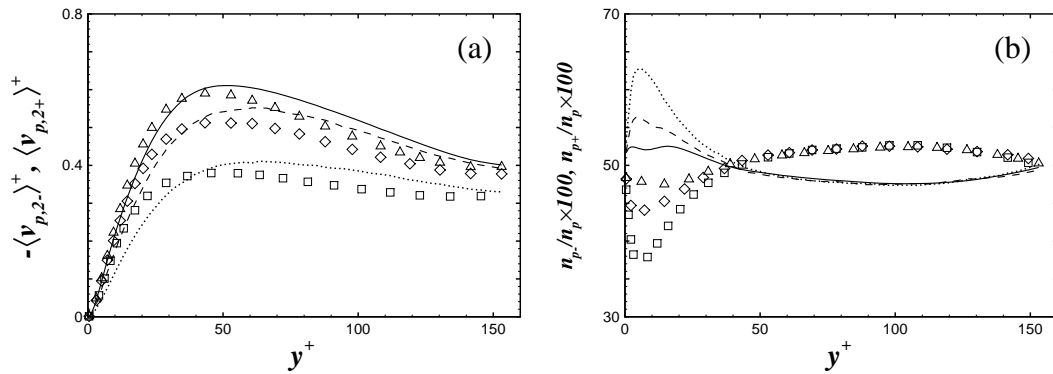 0.8
0.4
0
0
50
100
150
-⟨v_{p,2-}⟩^+, ⟨v_{p,2+}⟩^+
y^+
(a)
70
50
30
0
50
100
150
n_{p-}/n_p×100, n_{p+}/n_p×100
y^+
(b)